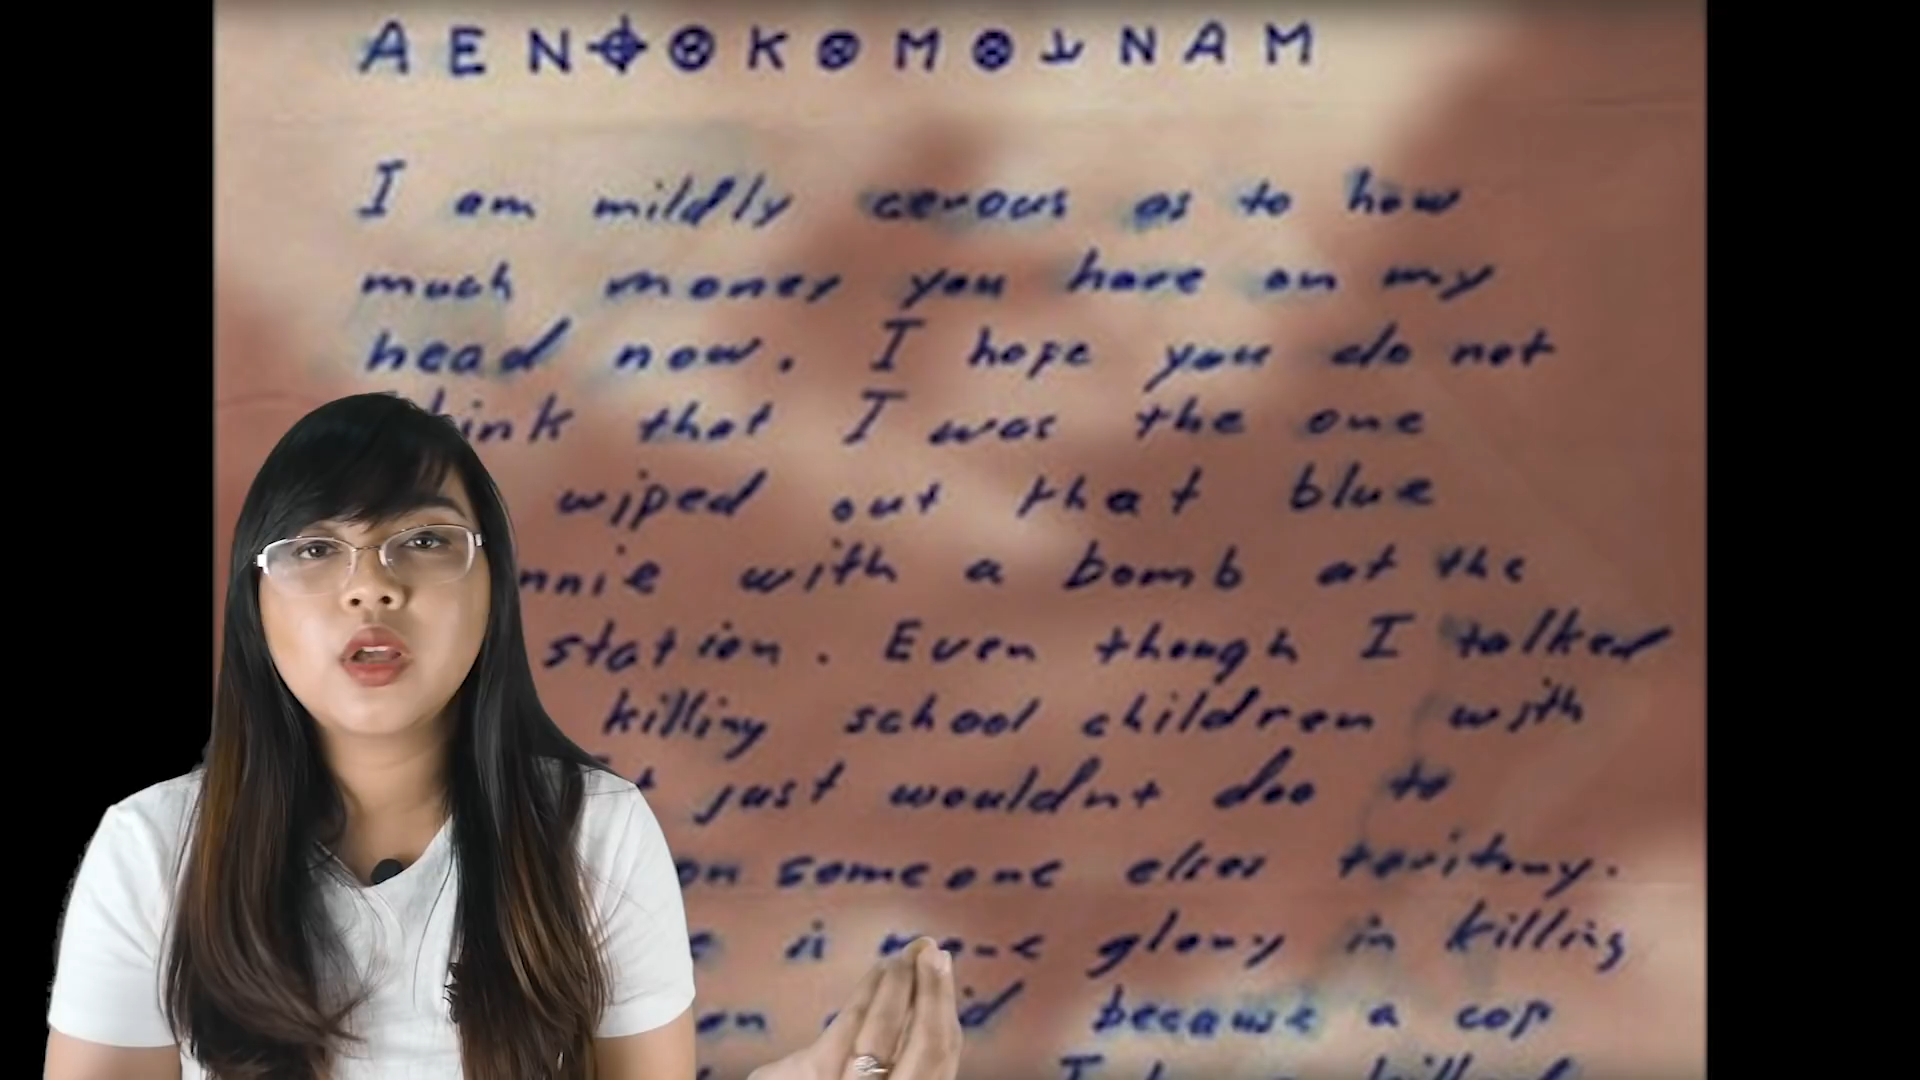 A E N ⌖ ⊗ K ⊗ M ⊗ N A M
I am mildly cerous as to how
much money you have on my
head now. I hope you do not
that I was the one
wiped out that blue
with a bomb at the
station. Even though I talked
killing school children with
just wouldnt doo to
on someone elses teritory.
is more glory in killing
because a cop
I